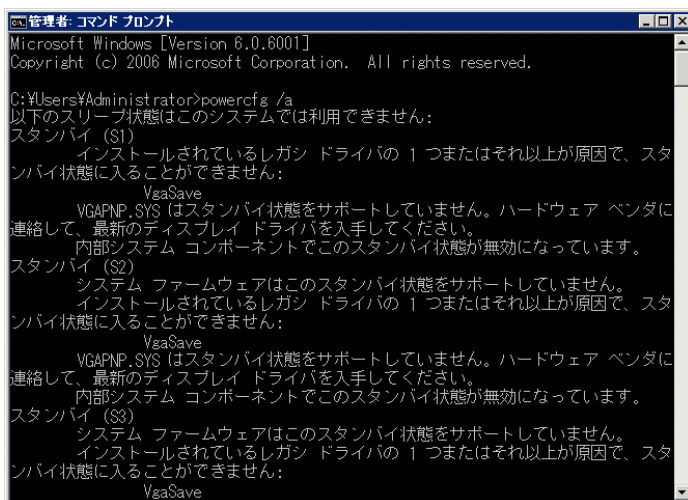 管理者: コマンド プロンプト
Microsoft Windows [Version 6.0.6001]
Copyright (c) 2006 Microsoft Corporation.  All rights reserved.
C:¥Users¥Administrator>powercfg /a
以下のスリープ状態はこのシステムでは利用できません:
スタンバイ (S1)
インストールされているレガシ ドライバの 1 つまたはそれ以上が原因で、スタ
ンバイ状態に入ることができません:
VgaSave
VGAPNP.SYS はスタンバイ状態をサポートしていません。ハードウェア ベンダに
連絡して、最新のディスプレイ ドライバを入手してください。
内部システム コンポーネントでこのスタンバイ状態が無効になっています。
スタンバイ (S2)
システム ファームウェアはこのスタンバイ状態をサポートしていません。
インストールされているレガシ ドライバの 1 つまたはそれ以上が原因で、スタ
ンバイ状態に入ることができません:
VgaSave
VGAPNP.SYS はスタンバイ状態をサポートしていません。ハードウェア ベンダに
連絡して、最新のディスプレイ ドライバを入手してください。
内部システム コンポーネントでこのスタンバイ状態が無効になっています。
スタンバイ (S3)
システム ファームウェアはこのスタンバイ状態をサポートしていません。
インストールされているレガシ ドライバの 1 つまたはそれ以上が原因で、スタ
ンバイ状態に入ることができません:
VgaSave